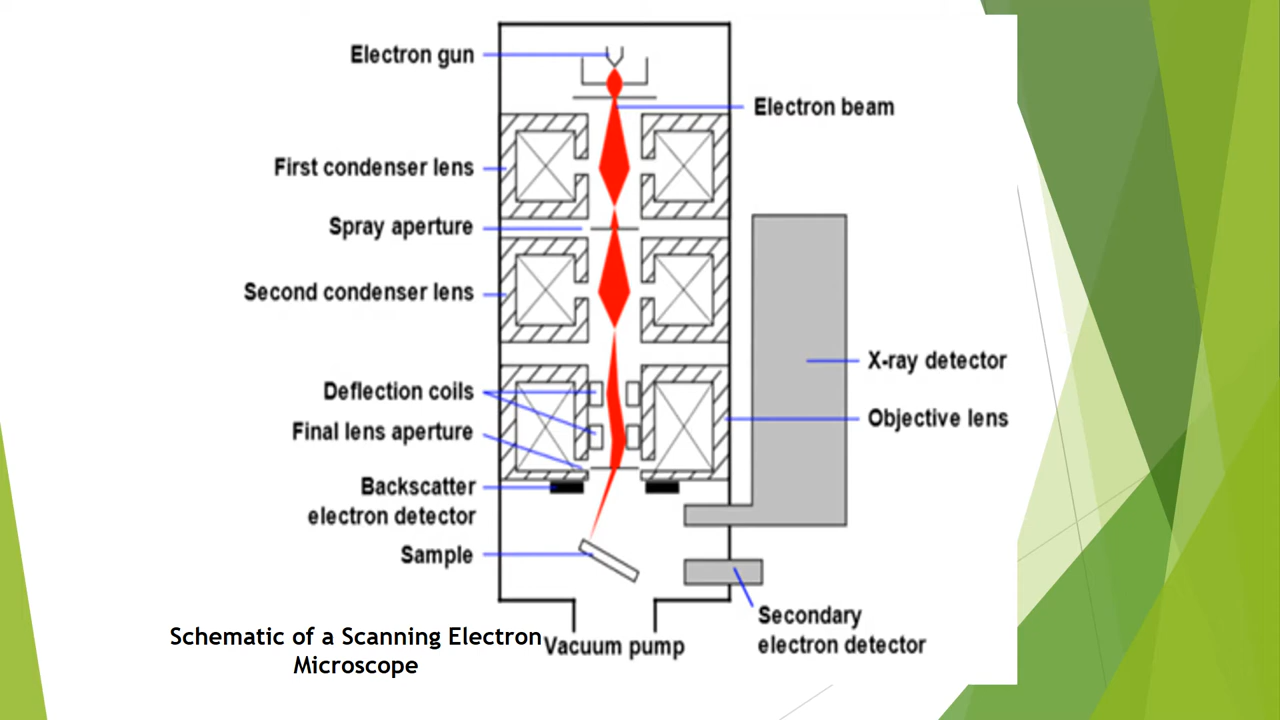 Electron gun
Electron beam
First condenser lens
Spray aperture
Second condenser lens
X-ray detector
Deflection coils
Objective lens
Final lens aperture
Backscatter
electron detector
Sample
Secondary
electron detector
Vacuum pump
Schematic of a Scanning Electron
Microscope